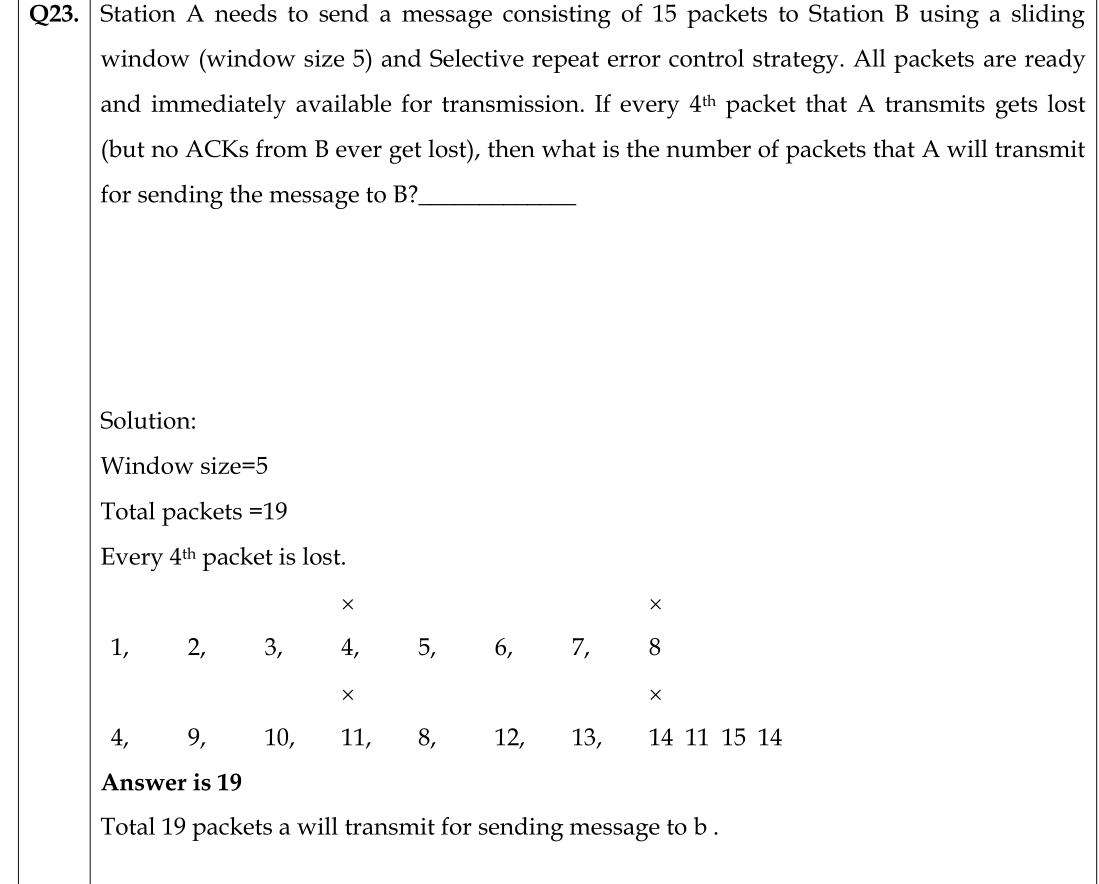 Q23. Station A needs to send a message consisting of 15 packets to Station B using a sliding
window (window size 5) and Selective repeat error control strategy. All packets are ready
and immediately available for transmission. If every 4th packet that A transmits gets lost
(but no ACKs from B ever get lost), then what is the number of packets that A will transmit
for sending the message to B?_____________
Solution:
Window size=5
Total packets =19
Every 4th packet is lost.
× ×
1, 2, 3, 4, 5, 6, 7, 8
× ×
4, 9, 10, 11, 8, 12, 13, 14 11 15 14
Answer is 19
Total 19 packets a will transmit for sending message to b .